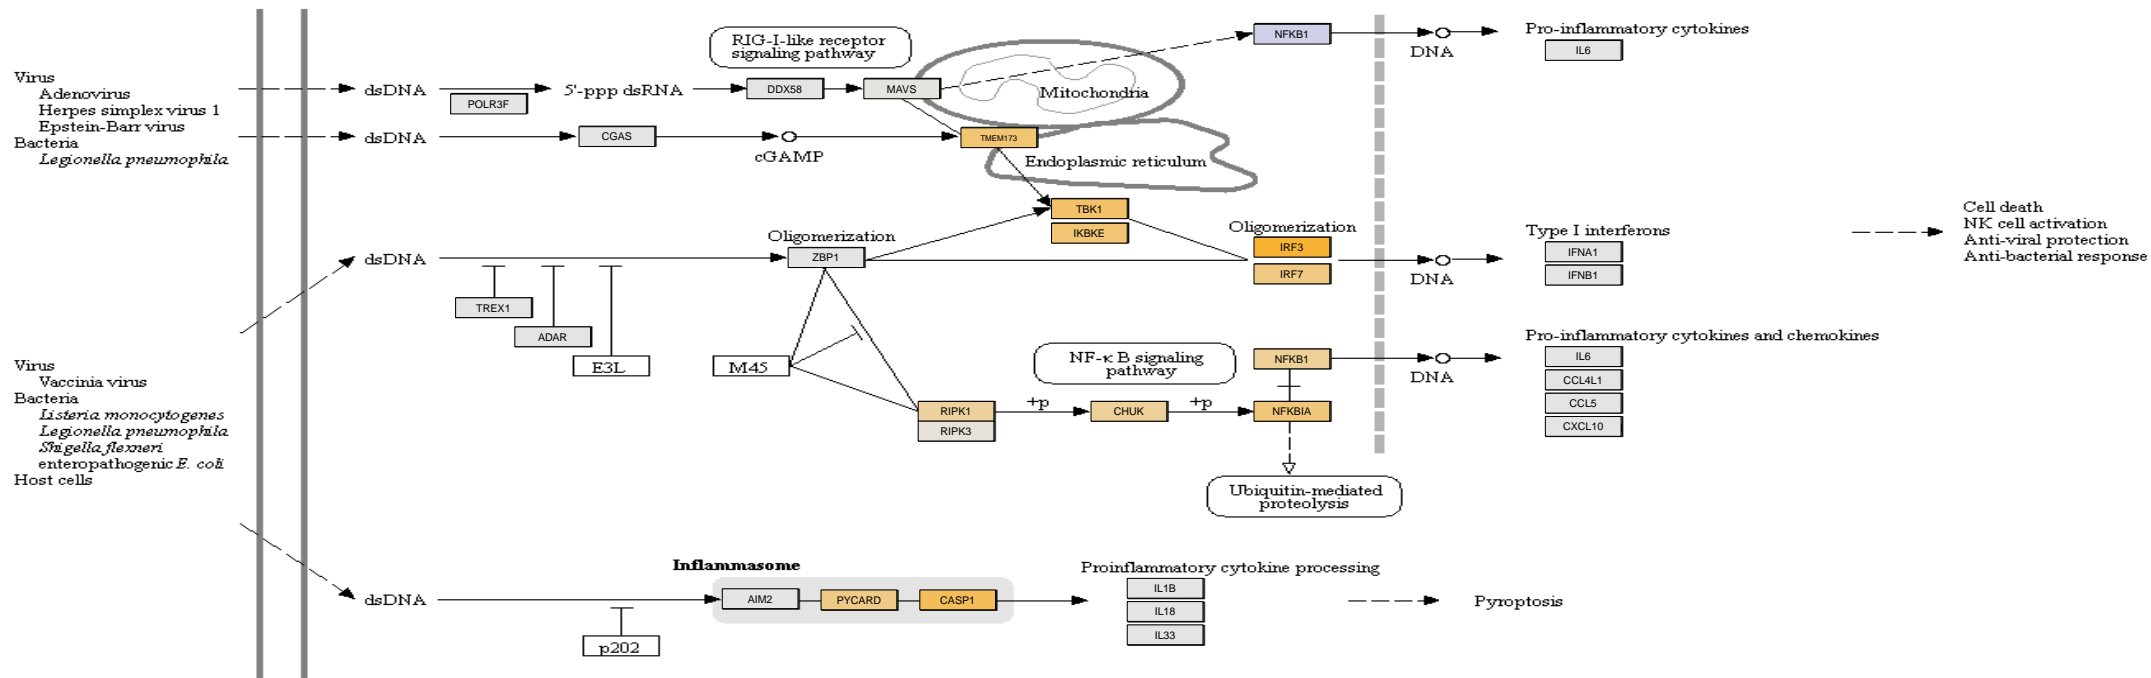 RIG-I-like receptor
signaling pathway
NFKB1
DNA
Pro-inflammatory cytokines
IL6
Virus
Adenovirus
Herpes simplex virus 1
Epstein-Barr virus
Bacteria
Legionella pneumophila
dsDNA
POLR3F
5'-ppp dsRNA
DDX58
MAVS
Mitochondria
dsDNA
CGAS
cGAMP
TMEM173
Endoplasmic reticulum
TBK1
IKBKE
Oligomerization
ZBP1
dsDNA
TREX1
ADAR
E3L
M45
Oligomerization
IRF3
IRF7
DNA
Type I interferons
IFNA1
IFNB1
Cell death
NK cell activation
Anti-viral protection
Anti-bacterial response
Virus
Vaccinia virus
Bacteria
Listeria monocytogenes
Legionella pneumophila
Shigella flexneri
enteropathogenic E. coli
Host cells
NF-κ B signaling
pathway
NFKB1
DNA
Pro-inflammatory cytokines and chemokines
IL6
CCL4L1
CCL5
CXCL10
RIPK1
RIPK3
+p
CHUK
+p
NFKBIA
Ubiquitin-mediated
proteolysis
Inflammasome
dsDNA
p202
AIM2
PYCARD
CASP1
Proinflammatory cytokine processing
IL1B
IL18
IL33
Pyroptosis